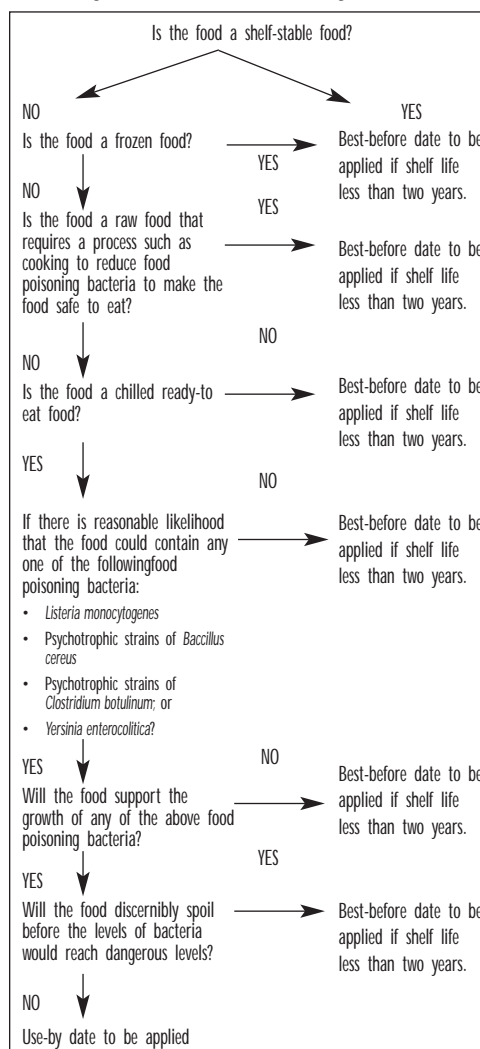 Is the food a shelf-stable food?
NO
YES
Is the food a frozen food?
YES
Best-before date to be
applied if shelf life
less than two years.
NO
YES
Is the food a raw food that
requires a process such as
cooking to reduce food
poisoning bacteria to make the
food safe to eat?
Best-before date to be
applied if shelf life
less than two years.
NO
NO
Is the food a chilled ready-to
eat food?
Best-before date to be
applied if shelf life
less than two years.
YES
NO
If there is reasonable likelihood
that the food could contain any
one of the followingfood
poisoning bacteria:
• Listeria monocytogenes
• Psychotrophic strains of Baccillus
cereus
• Psychotrophic strains of
Clostridium botulinum; or
• Yersinia enterocolitica?
Best-before date to be
applied if shelf life
less than two years.
YES
NO
Will the food support the
growth of any of the above food
poisoning bacteria?
Best-before date to be
applied if shelf life
less than two years.
YES
YES
Will the food discernibly spoil
before the levels of bacteria
would reach dangerous levels?
Best-before date to be
applied if shelf life
less than two years.
NO
Use-by date to be applied